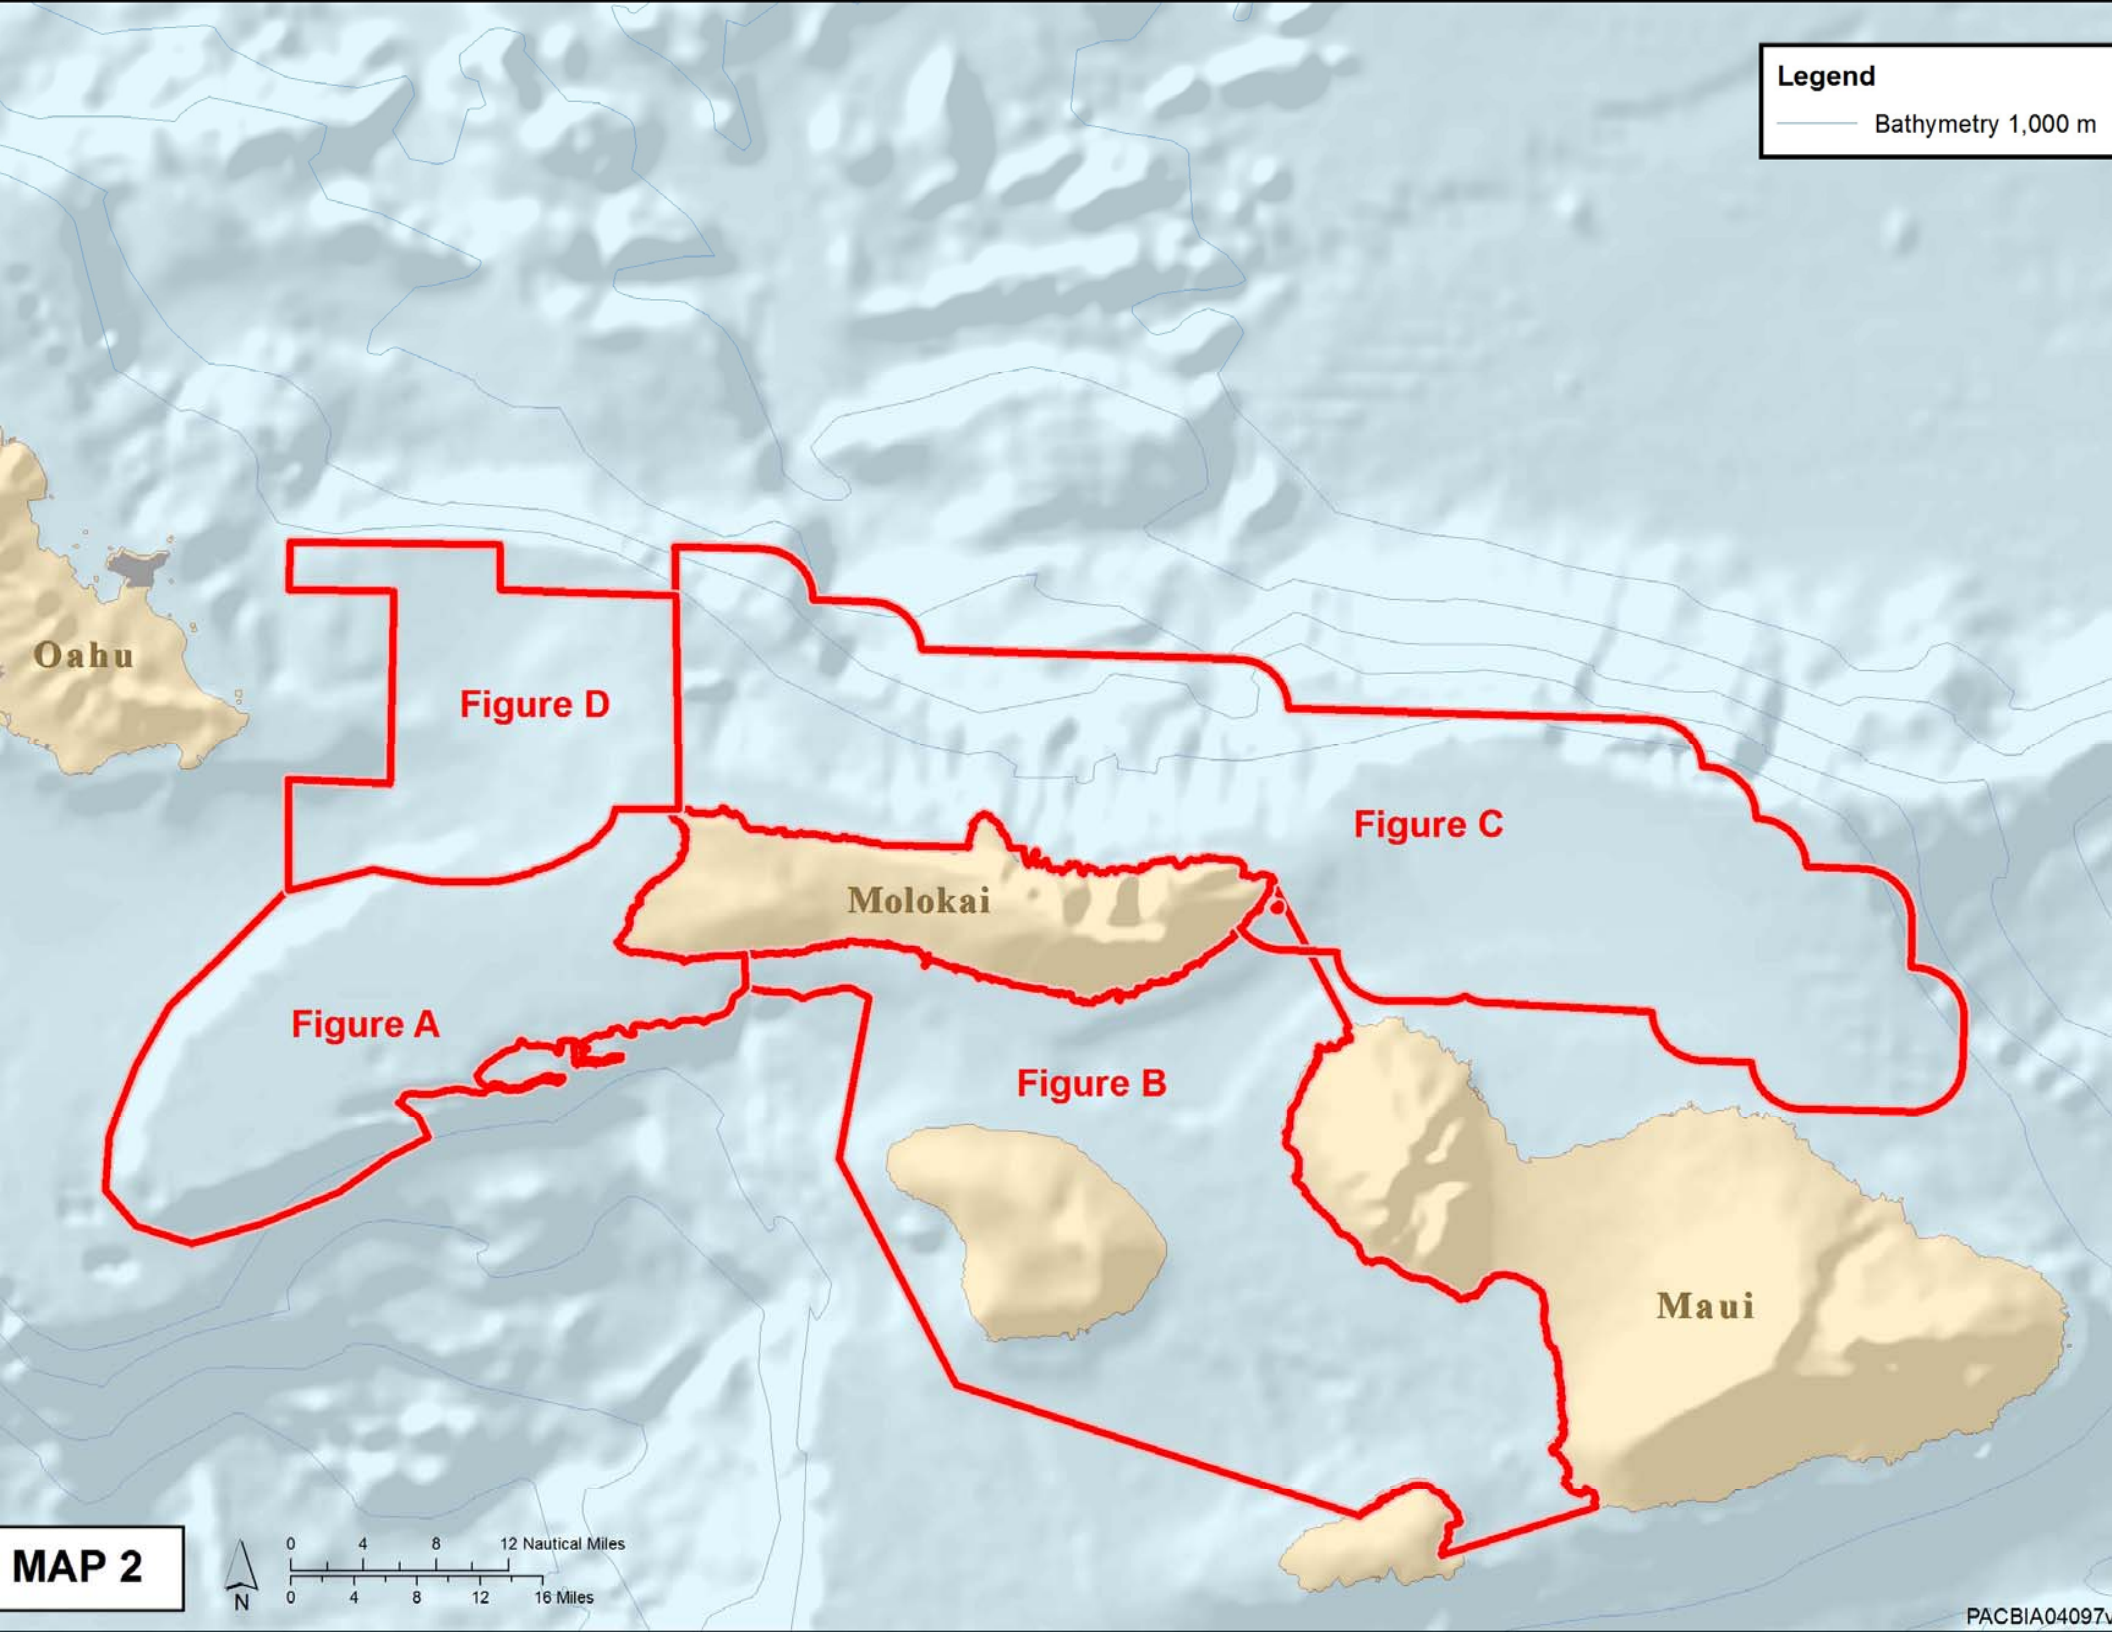 Legend
Bathymetry 1,000 m
Oahu
Figure D
Figure C
Molokai
Figure A
Figure B
Maui
MAP 2
N
0 4 8 12 Nautical Miles
0 4 8 12 16 Miles
PACBIA04097v